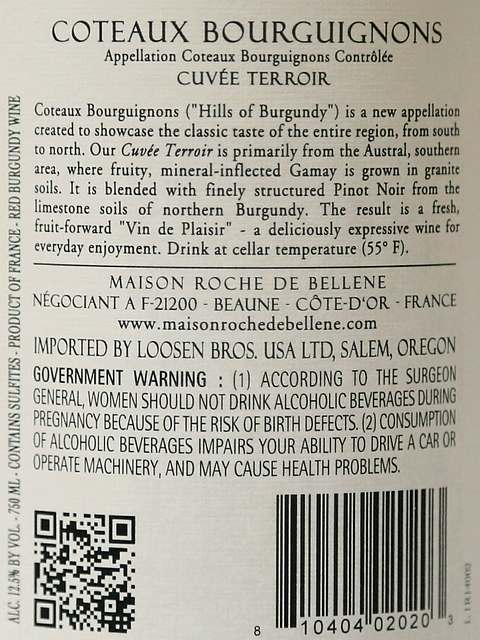 COTEAUX BOURGUIGNONS
Appellation Coteaux Bourguignons Contrôlée
CUVÉE TERROIR
Coteaux Bourguignons ("Hills of Burgundy") is a new appellation
created to showcase the classic taste of the entire region, from south
to north. Our Cuvée Terroir is primarily from the Austral, southern
area, where fruity, mineral-inflected Gamay is grown in granite
soils. It is blended with finely structured Pinot Noir from the
limestone soils of northern Burgundy. The result is a fresh,
fruit-forward "Vin de Plaisir" - a deliciously expressive wine for
everyday enjoyment. Drink at cellar temperature (55° F).
MAISON ROCHE DE BELLENE
NÉGOCIANT A F-21200 - BEAUNE - CÔTE-D'OR - FRANCE
www.maisonrochedebellene.com
IMPORTED BY LOOSEN BROS. USA LTD, SALEM, OREGON
GOVERNMENT WARNING : (1) ACCORDING TO THE SURGEON
GENERAL, WOMEN SHOULD NOT DRINK ALCOHOLIC BEVERAGES DURING
PREGNANCY BECAUSE OF THE RISK OF BIRTH DEFECTS. (2) CONSUMPTION
OF ALCOHOLIC BEVERAGES IMPAIRS YOUR ABILITY TO DRIVE A CAR OR
OPERATE MACHINERY, AND MAY CAUSE HEALTH PROBLEMS.
ALC. 12.5% BY VOL. - 750 ML - CONTAINS SULFITES - PRODUCT OF FRANCE - RED BURGUNDY WINE
8 10404 02020 3